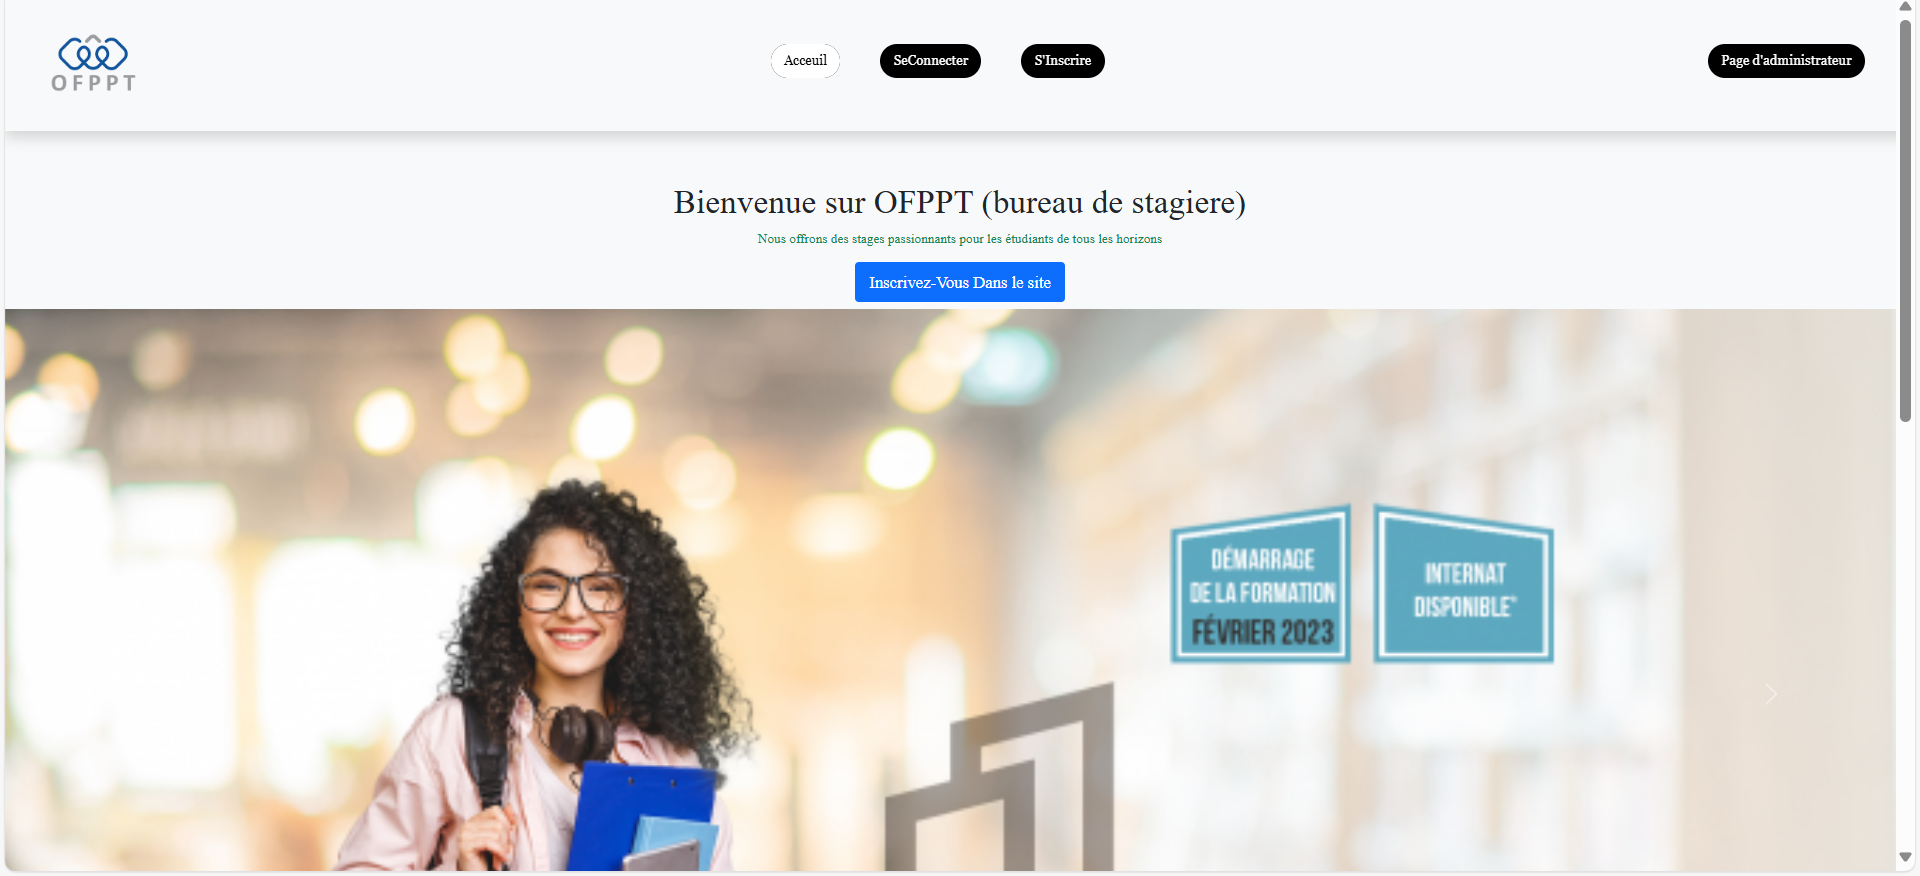 OFPPT
Acceuil
SeConnecter
S'Inscrire
Page d'administrateur
Bienvenue sur OFPPT (bureau de stagiere)
Nous offrons des stages passionnants pour les étudiants de tous les horizons
Inscrivez-Vous Dans le site
DÉMARRAGE
DE LA FORMATION
FÉVRIER 2023
INTERNAT
DISPONIBLE*